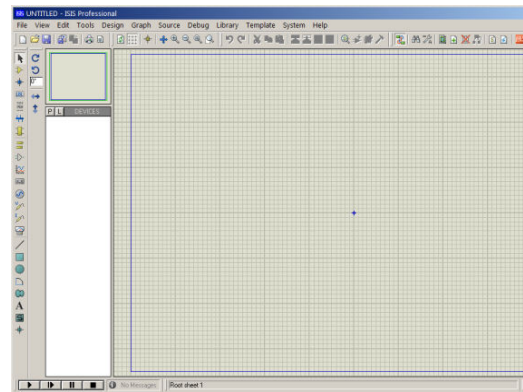 ISIS UNTITLED - ISIS Professional
File View Edit Tools Design Graph Source Debug Library Template System Help
P L DEVICES
A
No Messages Root sheet 1